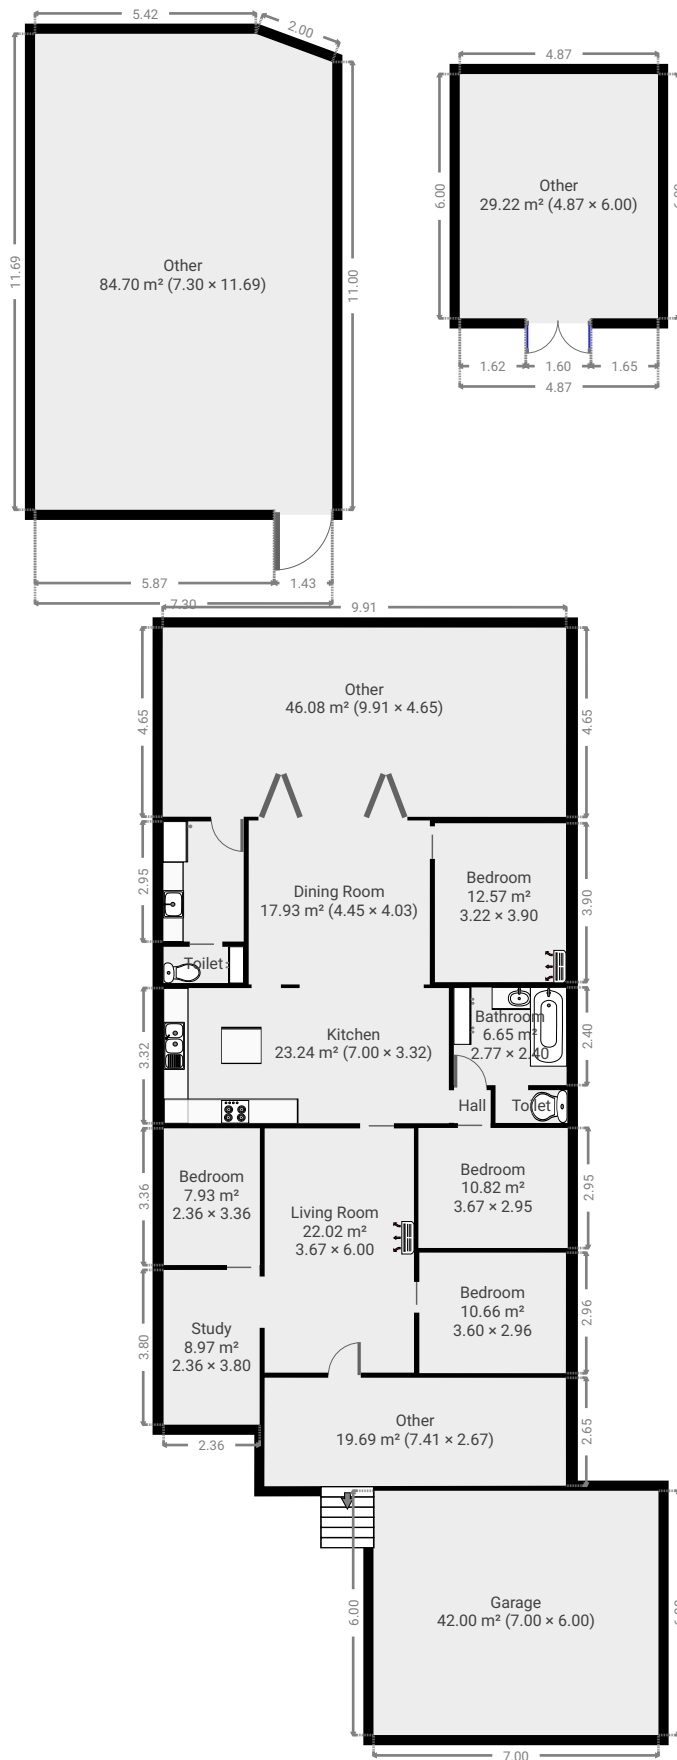 5.42
2.00
11.69
Other
84.70 m² (7.30 × 11.69)
11.00
5.87
1.43
7.30
4.87
6.00
Other
29.22 m² (4.87 × 6.00)
1.62
1.60
1.65
4.87
9.91
4.65
Other
46.08 m² (9.91 × 4.65)
4.65
2.95
Dining Room
17.93 m² (4.45 × 4.03)
Bedroom
12.57 m²
3.22 × 3.90
3.90
Toilet
3.32
Kitchen
23.24 m² (7.00 × 3.32)
Bathroom
6.65 m²
2.77 × 2.40
2.40
Hall
Toilet
3.36
Bedroom
7.93 m²
2.36 × 3.36
Living Room
22.02 m²
3.67 × 6.00
Bedroom
10.82 m²
3.67 × 2.95
2.95
3.80
Study
8.97 m²
2.36 × 3.80
Bedroom
10.66 m²
3.60 × 2.96
2.96
2.36
Other
19.69 m² (7.41 × 2.67)
2.65
6.00
Garage
42.00 m² (7.00 × 6.00)
7.00